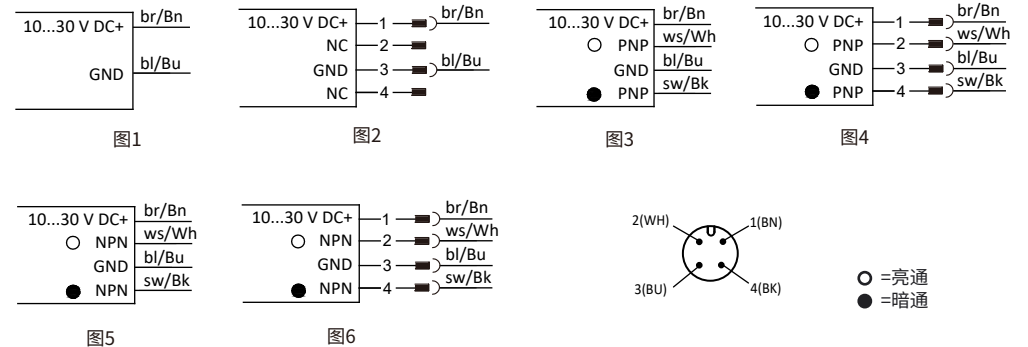 10...30 V DC+ br/Bn
GND bl/Bu
图1
10...30 V DC+ 1 br/Bn
NC 2
GND 3 bl/Bu
NC 4
图2
10...30 V DC+ br/Bn
PNP ws/Wh
GND bl/Bu
PNP sw/Bk
图3
10...30 V DC+ 1 br/Bn
PNP 2 ws/Wh
GND 3 bl/Bu
PNP 4 sw/Bk
图4
10...30 V DC+ br/Bn
NPN ws/Wh
GND bl/Bu
NPN sw/Bk
图5
10...30 V DC+ 1 br/Bn
NPN 2 ws/Wh
GND 3 bl/Bu
NPN 4 sw/Bk
图6
2(WH) 1(BN)
3(BU) 4(BK)
=亮通
=暗通